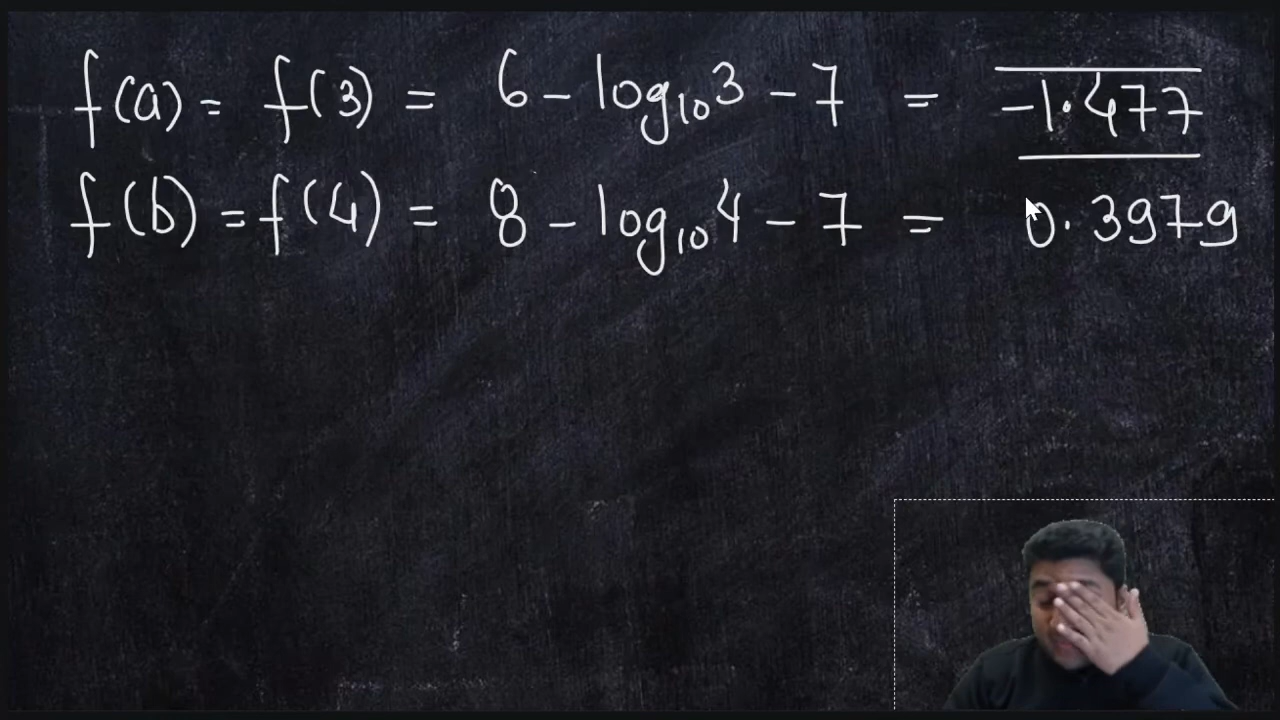 f(a) = f(3) = 6 - log₁₀3 - 7 = -1.477
f(b) = f(4) = 8 - log₁₀4 - 7 = 0.3979